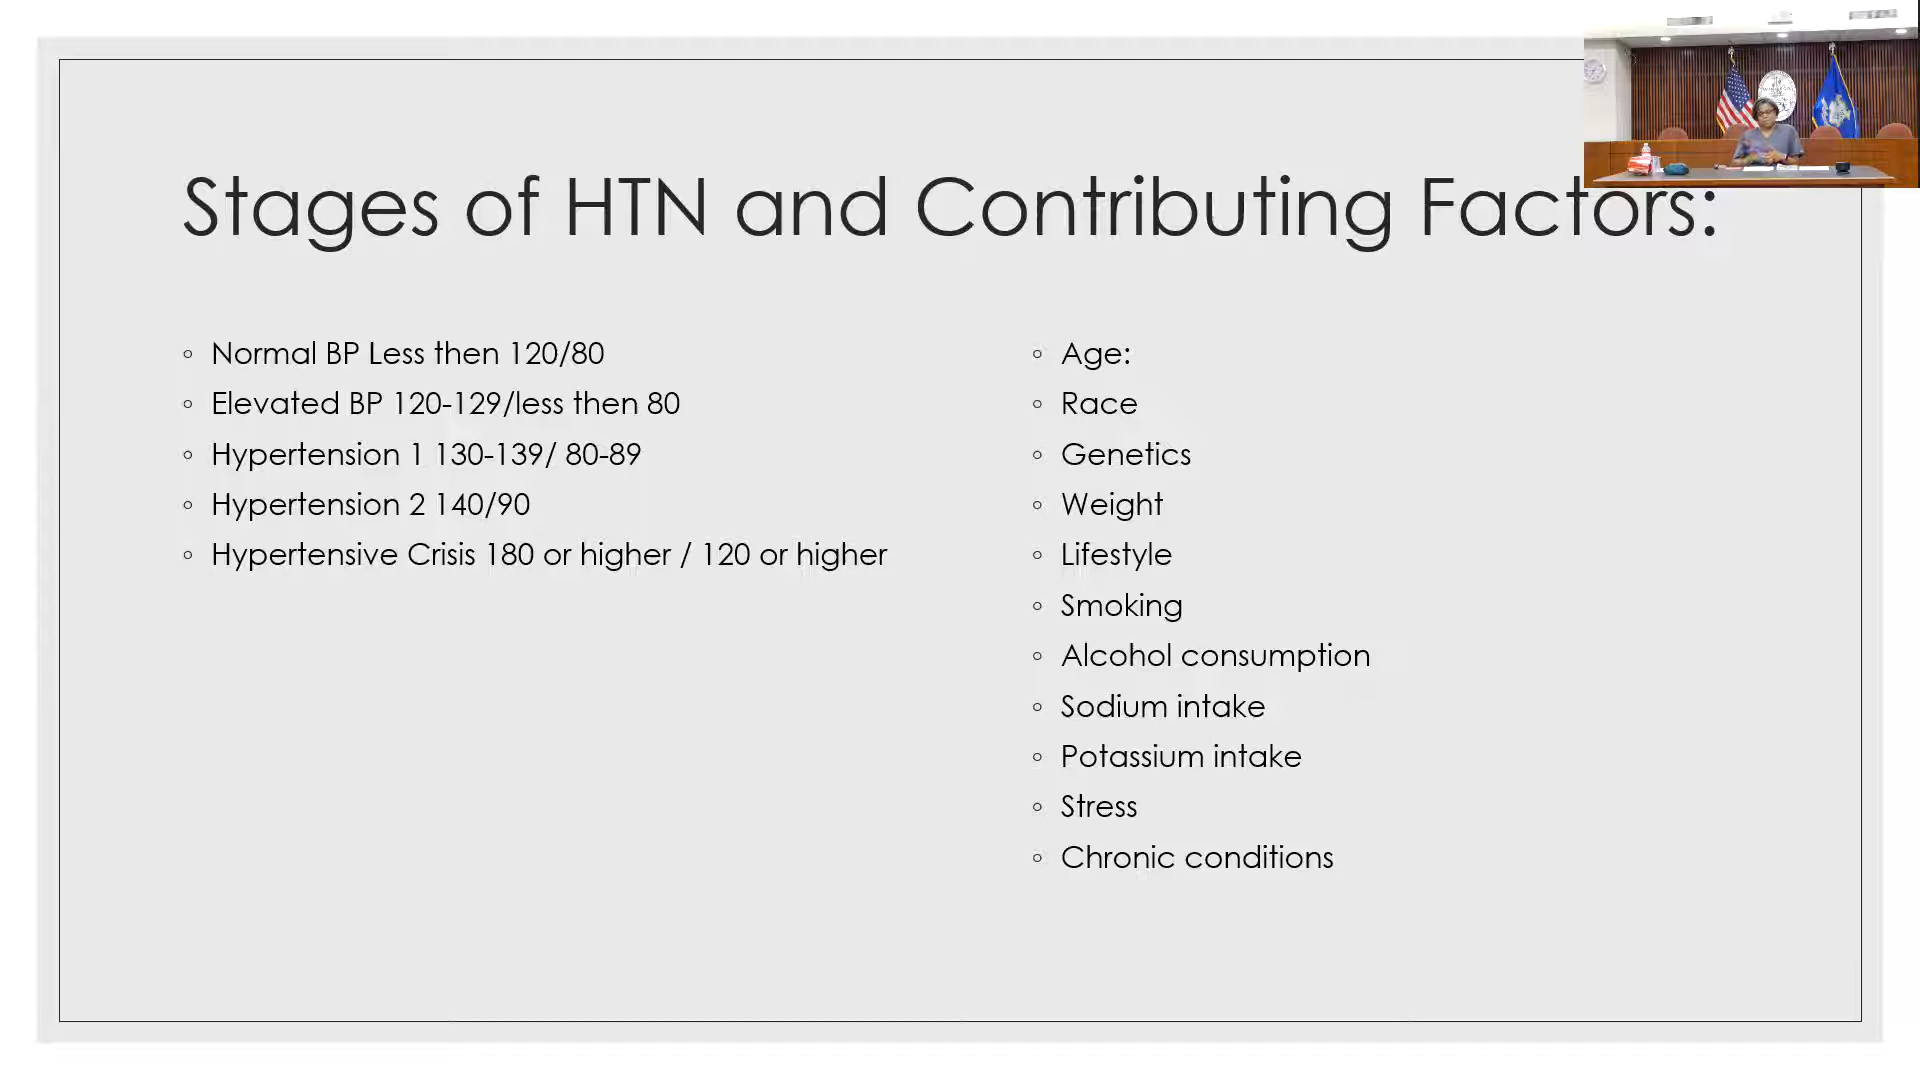 Stages of HTN and Contributing Factors:
Normal BP Less then 120/80
Elevated BP 120-129/less then 80
Hypertension 1 130-139/ 80-89
Hypertension 2 140/90
Hypertensive Crisis 180 or higher / 120 or higher
Age:
Race
Genetics
Weight
Lifestyle
Smoking
Alcohol consumption
Sodium intake
Potassium intake
Stress
Chronic conditions